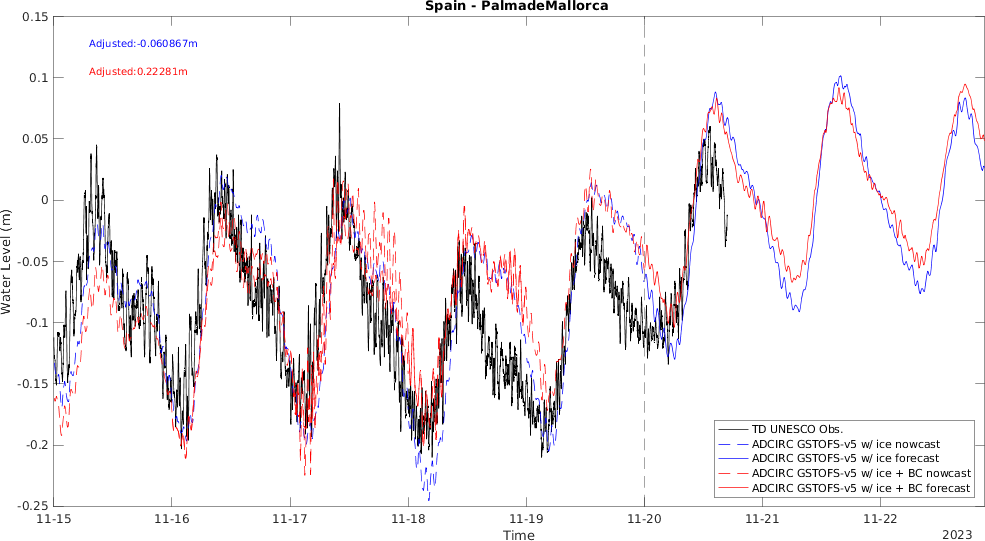 Spain - PalmadeMallorca
Adjusted:-0.060867m
Adjusted:0.22281m
0.15
0.1
0.05
0
-0.05
-0.1
-0.15
-0.2
-0.25
Water Level (m)
TD UNESCO Obs.
ADCIRC GSTOFS-v5 w/ ice nowcast
ADCIRC GSTOFS-v5 w/ ice forecast
ADCIRC GSTOFS-v5 w/ ice + BC nowcast
ADCIRC GSTOFS-v5 w/ ice + BC forecast
11-15 11-16 11-17 11-18 11-19 11-20 11-21 11-22
Time
2023